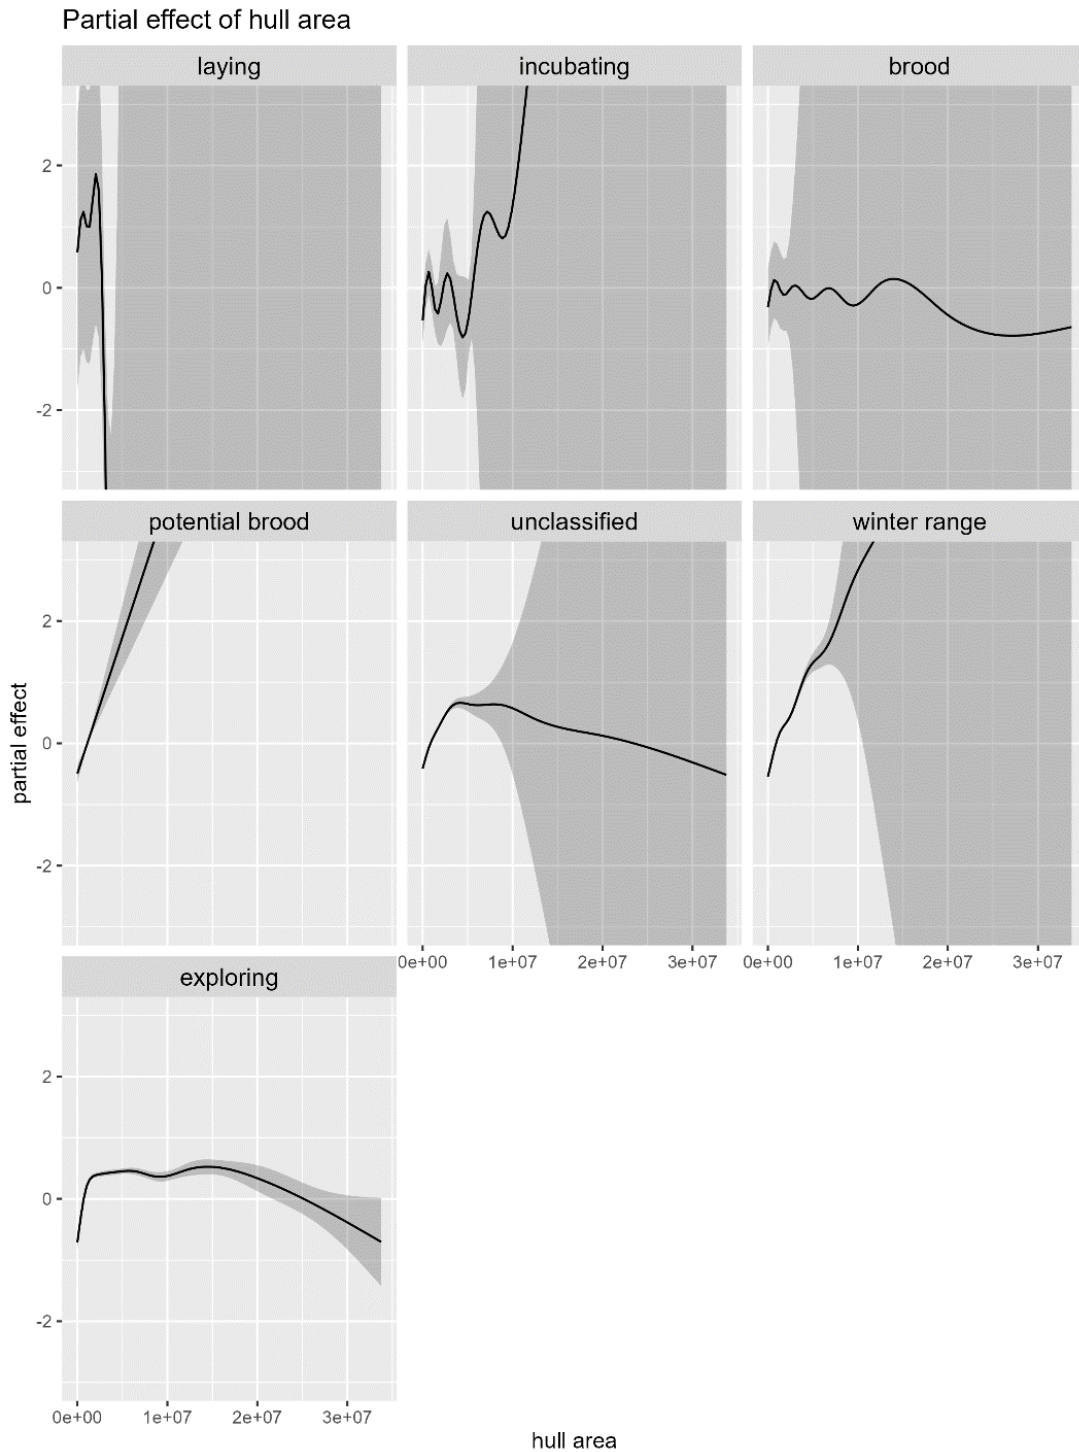 Partial effect of hull area
laying
incubating
brood
2
0
-2
potential brood
unclassified
winter range
2
0
-2
0e+00 1e+07 2e+07 3e+07 0e+00 1e+07 2e+07 3e+07
exploring
2
0
-2
0e+00 1e+07 2e+07 3e+07
partial effect
hull area